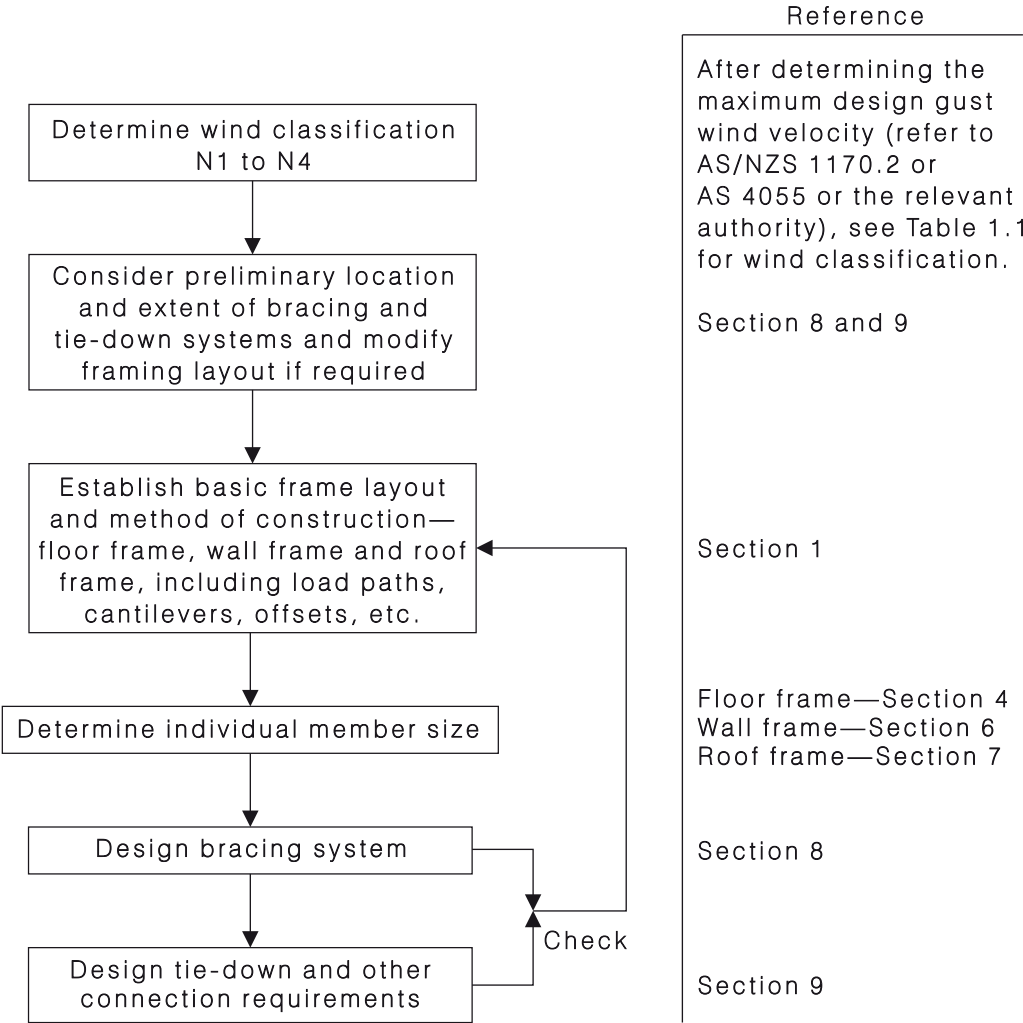 Reference
Determine wind classification
N1 to N4
After determining the
maximum design gust
wind velocity (refer to
AS/NZS 1170.2 or
AS 4055 or the relevant
authority), see Table 1.1
for wind classification.
Consider preliminary location
and extent of bracing and
tie-down systems and modify
framing layout if required
Section 8 and 9
Establish basic frame layout
and method of construction—
floor frame, wall frame and roof
frame, including load paths,
cantilevers, offsets, etc.
Section 1
Determine individual member size
Floor frame—Section 4
Wall frame—Section 6
Roof frame—Section 7
Design bracing system
Section 8
Check
Design tie-down and other
connection requirements
Section 9